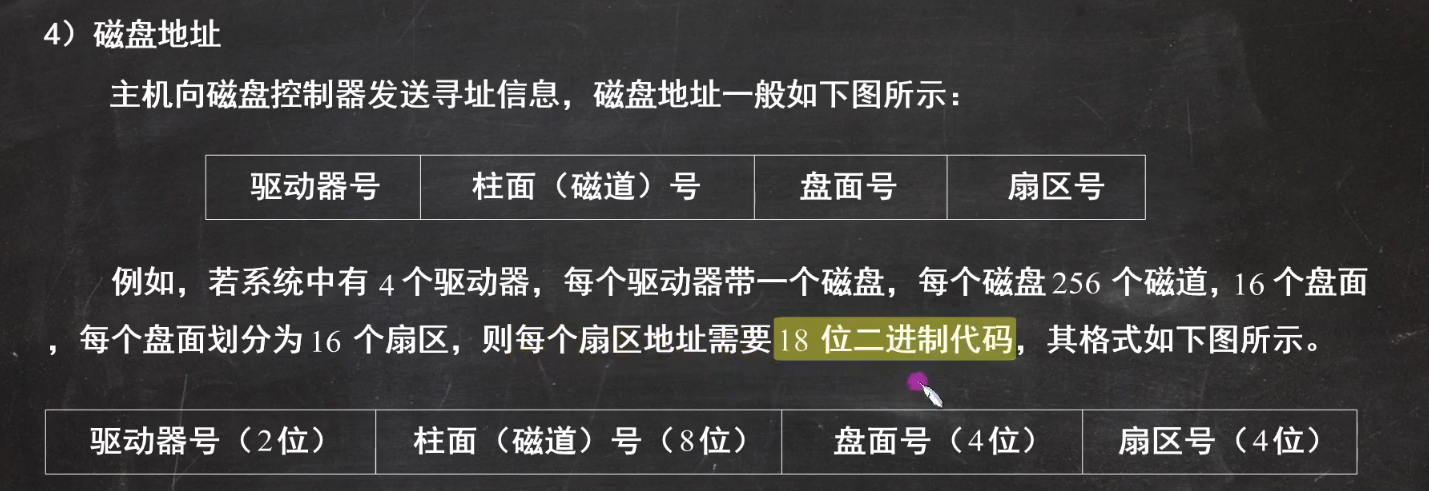 4）磁盘地址
主机向磁盘控制器发送寻址信息，磁盘地址一般如下图所示：
驱动器号 柱面（磁道）号 盘面号 扇区号
例如，若系统中有 4 个驱动器，每个驱动器带一个磁盘，每个磁盘256 个磁道，16 个盘面
，每个盘面划分为16 个扇区，则每个扇区地址需要18 位二进制代码，其格式如下图所示。
驱动器号（2位） 柱面（磁道）号（8位） 盘面号（4位） 扇区号（4位）